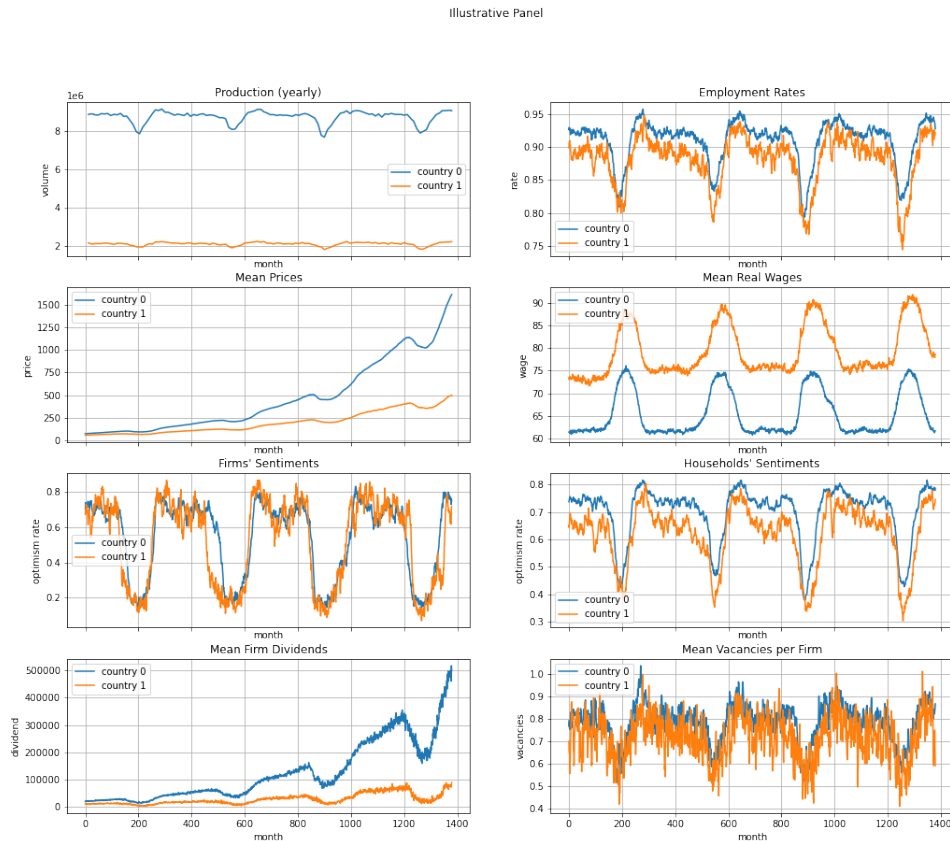 Illustrative Panel
Production (yearly)
1e6
8
6
4
2
volume
month
country 0
country 1
Employment Rates
0.95
0.90
0.85
0.80
0.75
rate
month
country 0
country 1
Mean Prices
1500
1250
1000
750
500
250
0
price
month
country 0
country 1
Mean Real Wages
90
85
80
75
70
65
60
wage
month
country 0
country 1
Firms' Sentiments
0.8
0.6
0.4
0.2
optimism rate
month
country 0
country 1
Households' Sentiments
0.8
0.7
0.6
0.5
0.4
0.3
optimism rate
month
country 0
country 1
Mean Firm Dividends
500000
400000
300000
200000
100000
0
dividend
0 200 400 600 800 1000 1200 1400
month
country 0
country 1
Mean Vacancies per Firm
1.0
0.9
0.8
0.7
0.6
0.5
0.4
vacancies
0 200 400 600 800 1000 1200 1400
month
country 0
country 1